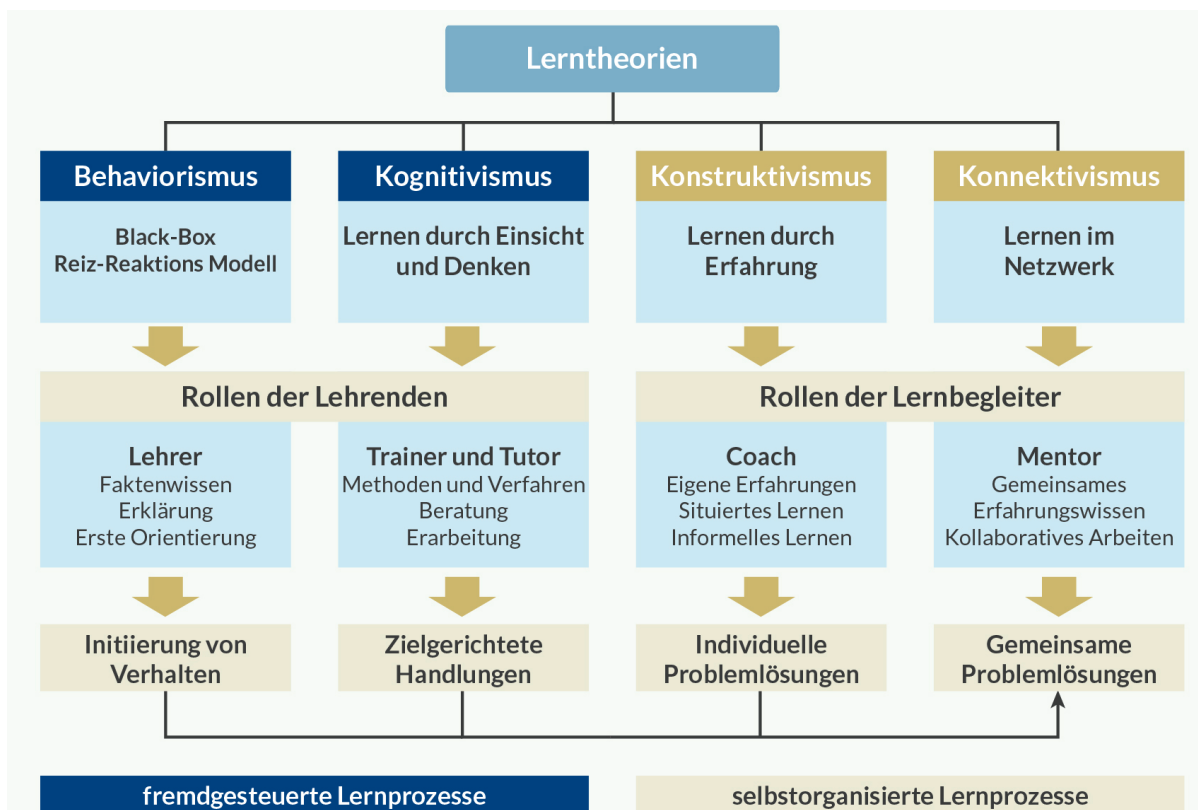 Lerntheorien
Behaviorismus
Kognitivismus
Konstruktivismus
Konnektivismus
Black-Box
Reiz-Reaktions Modell
Lernen durch Einsicht
und Denken
Lernen durch
Erfahrung
Lernen im
Netzwerk
Rollen der Lehrenden
Rollen der Lernbegleiter
Lehrer
Faktenwissen
Erklärung
Erste Orientierung
Trainer und Tutor
Methoden und Verfahren
Beratung
Erarbeitung
Coach
Eigene Erfahrungen
Situiertes Lernen
Informelles Lernen
Mentor
Gemeinsames
Erfahrungswissen
Kollaboratives Arbeiten
Initiierung von
Verhalten
Zielgerichtete
Handlungen
Individuelle
Problemlösungen
Gemeinsame
Problemlösungen
fremdgesteuerte Lernprozesse
selbstorganisierte Lernprozesse